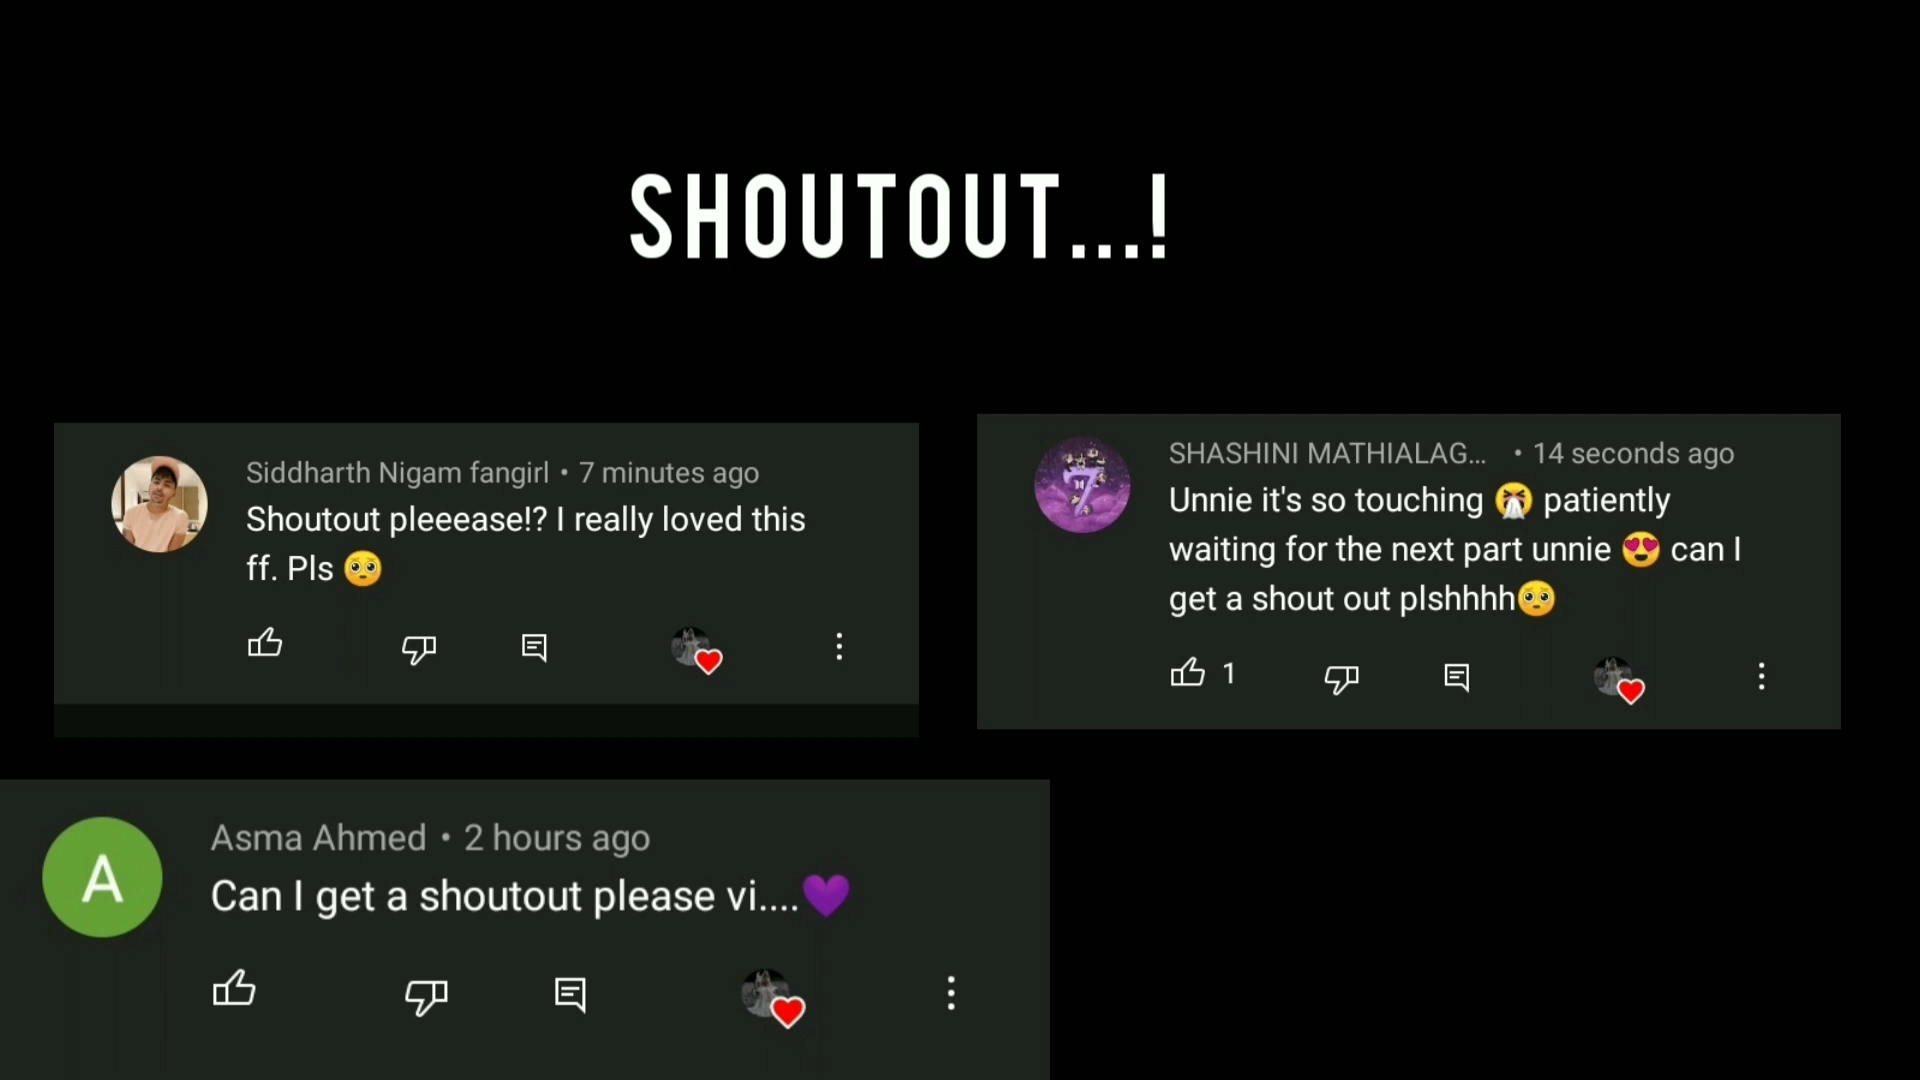 SHOUTOUT...!
Siddharth Nigam fangirl • 7 minutes ago
Shoutout pleeease!? I really loved this
ff. Pls 🥺
SHASHINI MATHIALAG... • 14 seconds ago
Unnie it's so touching 🤧 patiently
waiting for the next part unnie 😍 can I
get a shout out plshhhh🥺
1
7
A
Asma Ahmed • 2 hours ago
Can I get a shoutout please vi....💜